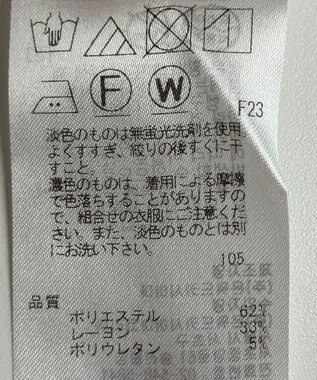 F
W
F23
淡色のものは無蛍光洗剤を使用
よくすすぎ、絞りの後すぐに干
すこと。
濃色のものは、着用による摩擦
で色落ちすることがありますの
で、組合せの衣服にご注意くだ
さい。また、淡色のものとは別
にお洗い下さい。
105
品質
ポリエステル 62%
レーヨン 33%
ポリウレタン 5%